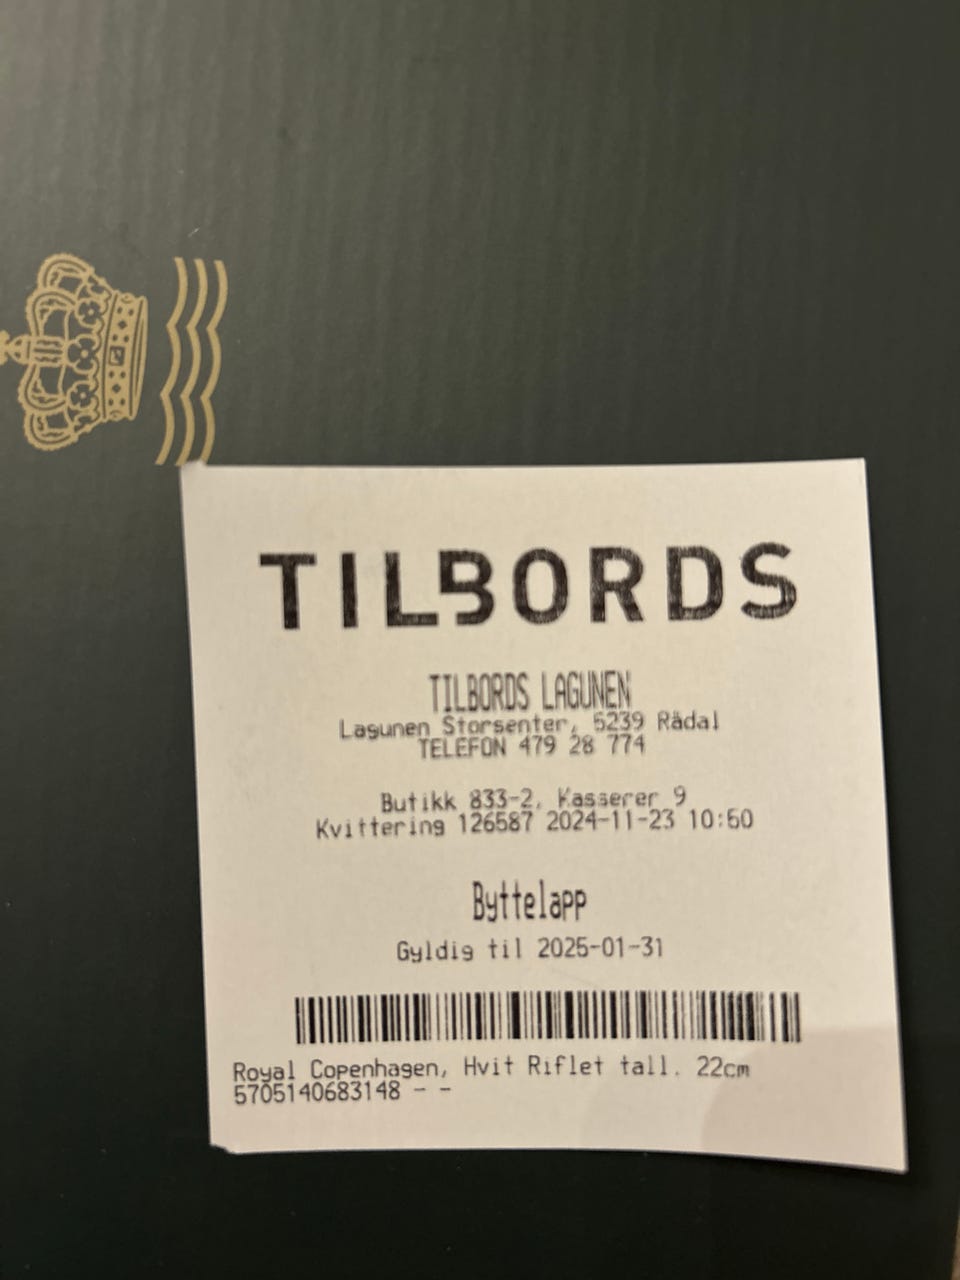 TILBORDS
TILBORDS LAGUNEN
Lagunen Storsenter, 5239 Rådal
TELEFON 479 28 774
Butikk 833-2, Kasserer 9
Kvittering 126587 2024-11-23 10:50
Byttelapp
Gyldig til 2025-01-31
Royal Copenhagen, Hvit Riflet tall. 22cm
5705140683148 - -